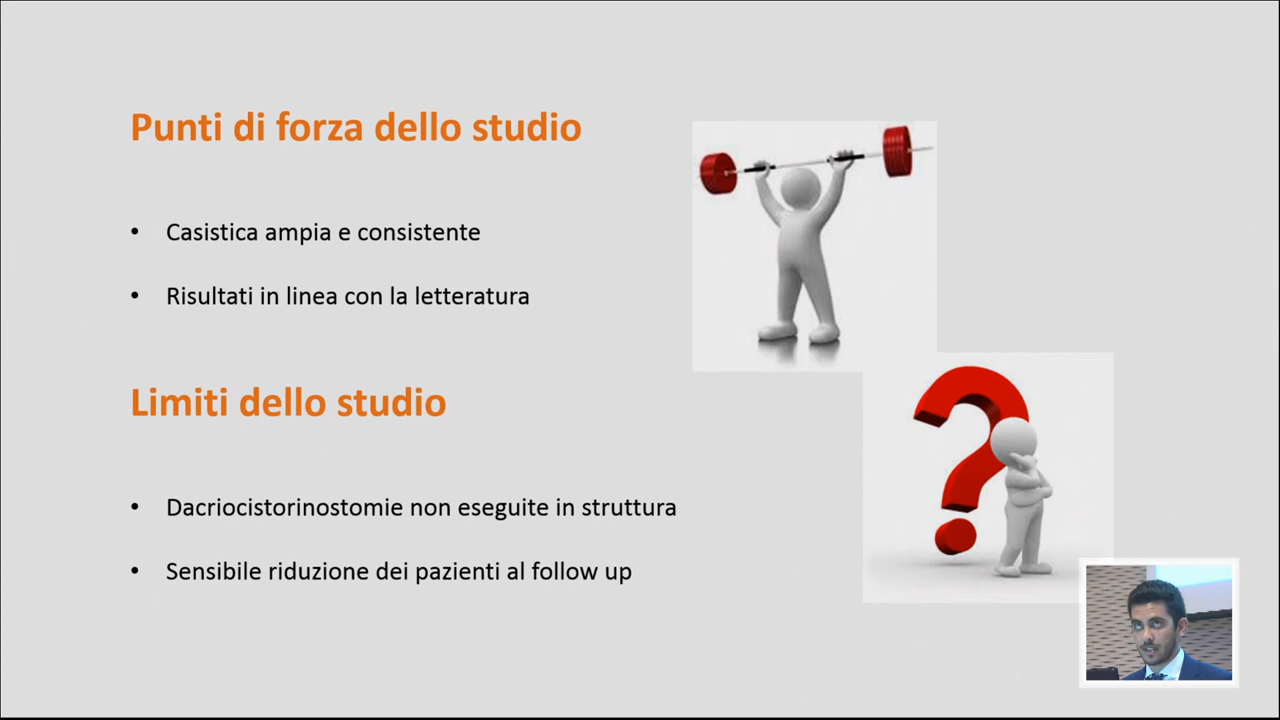 Punti di forza dello studio
• Casistica ampia e consistente
• Risultati in linea con la letteratura
Limiti dello studio
• Dacriocistorinostomie non eseguite in struttura
• Sensibile riduzione dei pazienti al follow up